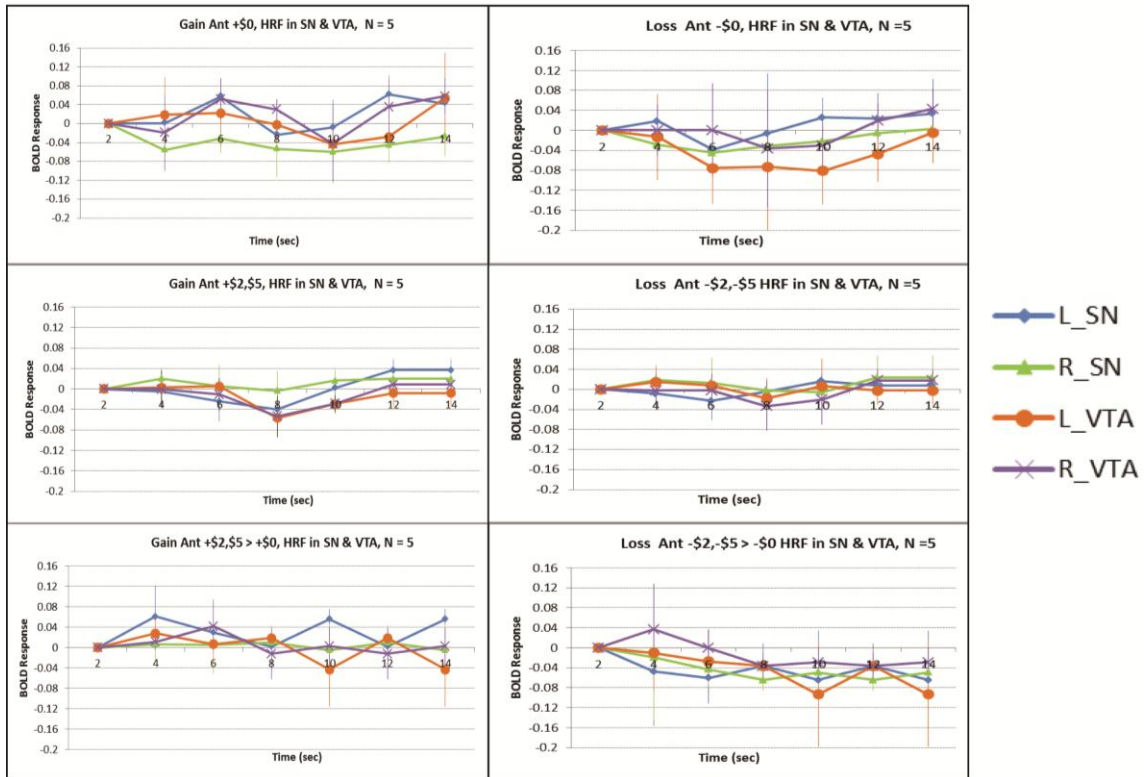 Gain Ant +$0, HRF in SN & VTA, N = 5
BOLD Response
0.16
0.12
0.08
0.04
0
-0.04
-0.08
-0.12
-0.16
-0.2
2 4 6 8 10 12 14
Time (sec)
Loss Ant -$0, HRF in SN & VTA, N =5
BOLD Response
0.16
0.12
0.08
0.04
0
-0.04
-0.08
-0.12
-0.16
-0.2
2 4 6 8 10 12 14
Time (sec)
Gain Ant +$2,$5, HRF in SN & VTA, N = 5
BOLD Response
0.16
0.12
0.08
0.04
0
-0.04
-0.08
-0.12
-0.16
-0.2
2 4 6 8 10 12 14
Time (sec)
Loss Ant -$2,-$5 HRF in SN & VTA, N =5
BOLD Response
0.16
0.12
0.08
0.04
0
-0.04
-0.08
-0.12
-0.16
-0.2
2 4 6 8 10 12 14
Time (sec)
Gain Ant +$2,$5 > +$0, HRF in SN & VTA, N = 5
BOLD Response
0.16
0.12
0.08
0.04
0
-0.04
-0.08
-0.12
-0.16
-0.2
2 4 6 8 10 12 14
Time (sec)
Loss Ant -$2,-$5 > -$0 HRF in SN & VTA, N =5
BOLD Response
0.16
0.12
0.08
0.04
0
-0.04
-0.08
-0.12
-0.16
-0.2
2 4 6 8 10 12 14
Time (sec)
L_SN
R_SN
L_VTA
R_VTA